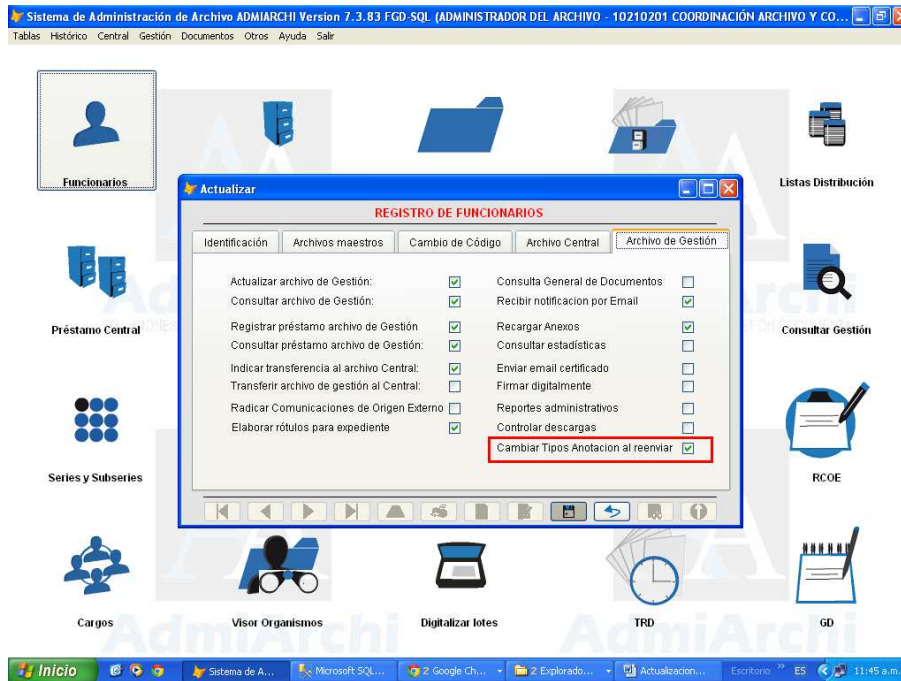 Sistema de Administración de Archivo ADMIARCHI Version 7.3.83 FGD-SQL (ADMINISTRADOR DEL ARCHIVO - 10210201 COORDINACIÓN ARCHIVO Y CO...
Tablas Histórico Central Gestión Documentos Otros Ayuda Salir
Funcionarios
Listas Distribución
Actualizar
REGISTRO DE FUNCIONARIOS
Identificación Archivos maestros Cambio de Código Archivo Central Archivo de Gestión
Actualizar archivo de Gestión: Consulta General de Documentos
Consultar archivo de Gestión: Recibir notificacion por Email
Registrar préstamo archivo de Gestión Recargar Anexos
Consultar préstamo archivo de Gestión: Consultar estadísticas
Indicar transferencia al archivo Central: Enviar email certificado
Transferir archivo de gestión al Central: Firmar digitalmente
Radicar Comunicaciones de Origen Externo Reportes administrativos
Elaborar rótulos para expediente Controlar descargas
Cambiar Tipos Anotacion al reenviar
Préstamo Central
Consultar Gestión
Series y Subseries
RCOE
Cargos
Visor Organismos
Digitalizar lotes
TRD
GD
AdmiArchi
AdmiArchi
Inicio Sistema de A... Microsoft SQL... 2 Google Ch... 2 Explorado... Actualizacion... Escritorio ES 11:45 a.m.